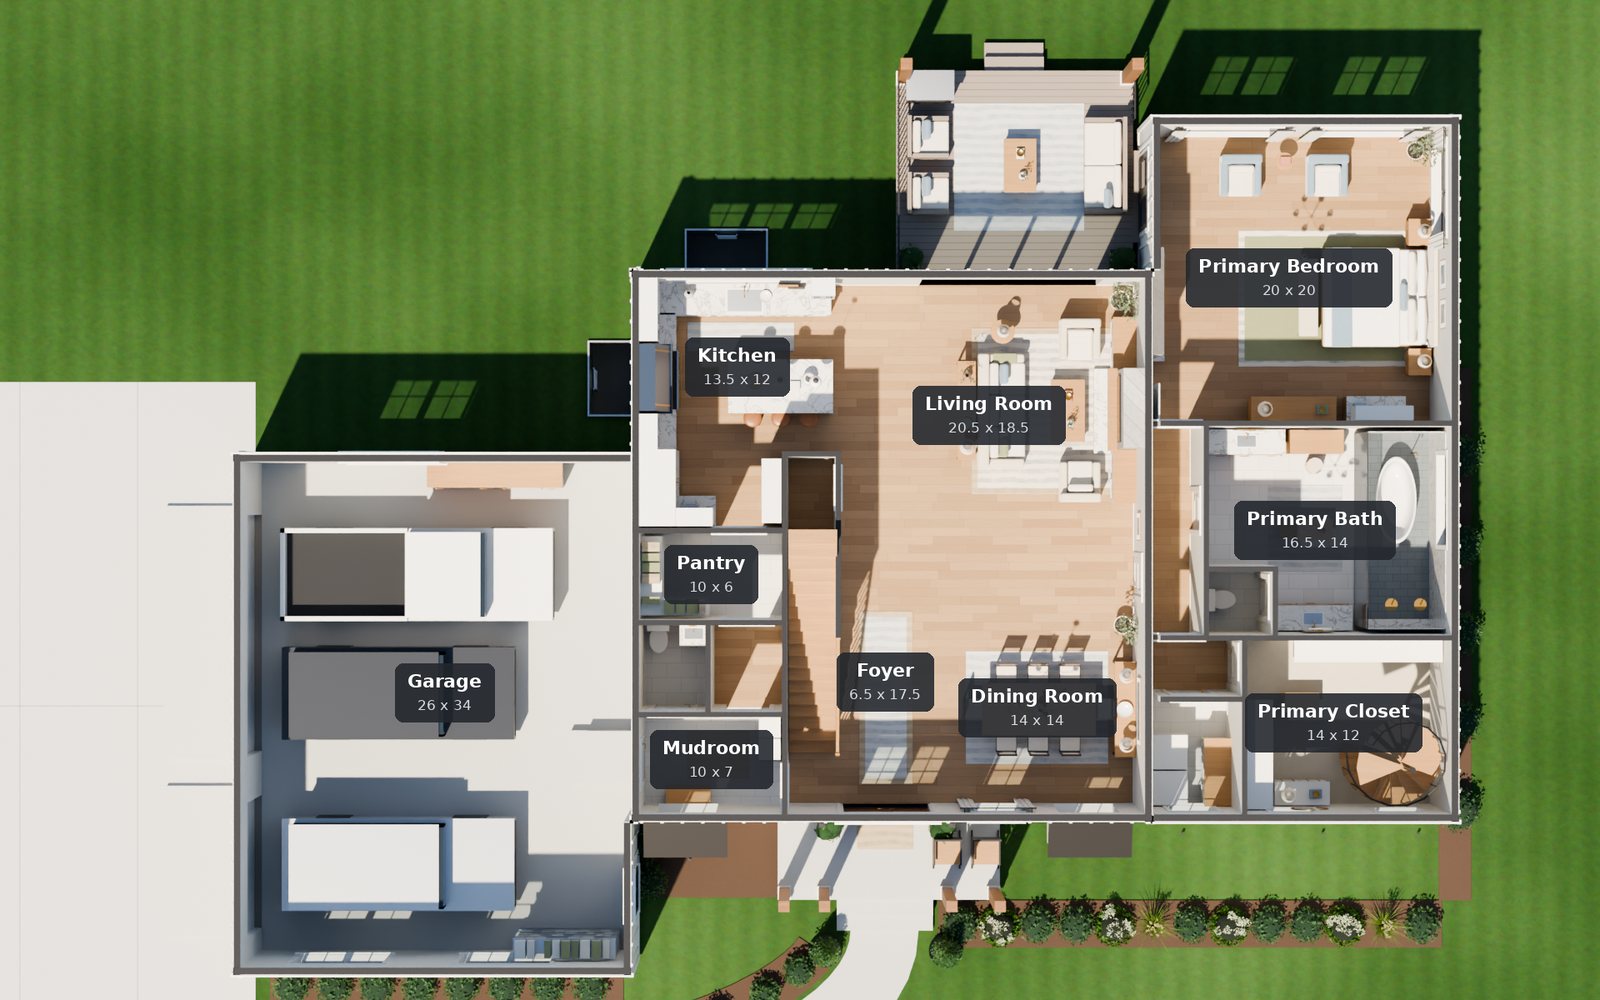 Primary Bedroom
20 x 20
Kitchen
13.5 x 12
Living Room
20.5 x 18.5
Primary Bath
16.5 x 14
Pantry
10 x 6
Foyer
6.5 x 17.5
Garage
26 x 34
Dining Room
14 x 14
Primary Closet
14 x 12
Mudroom
10 x 7